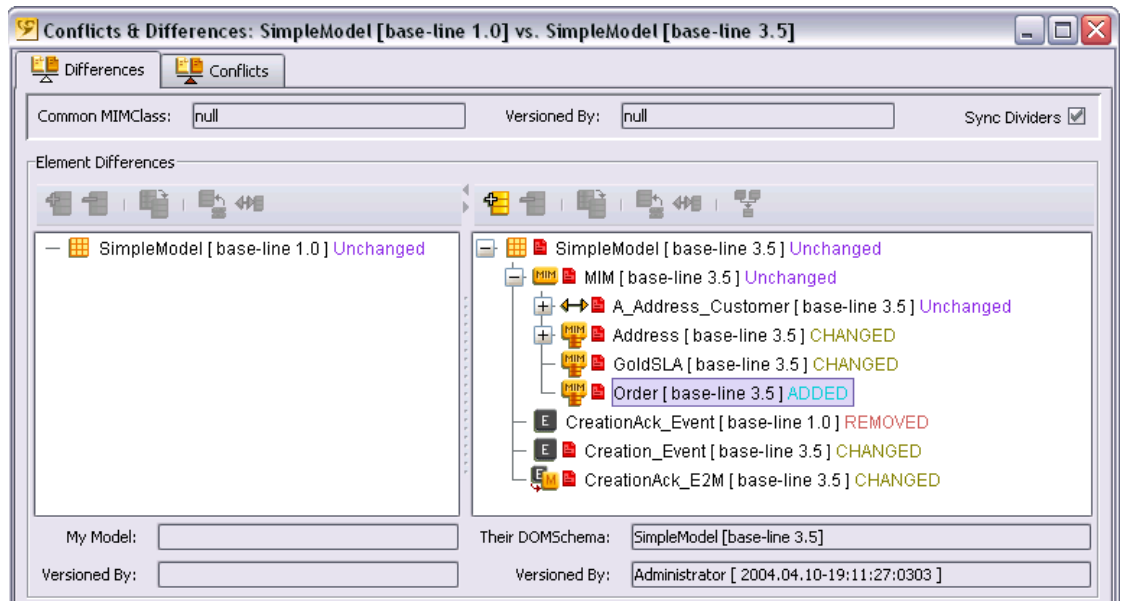 Conflicts & Differences: SimpleModel [base-line 1.0] vs. SimpleModel [base-line 3.5]
Differences Conflicts
Common MIMClass: null Versioned By: null Sync Dividers
Element Differences
SimpleModel [ base-line 1.0 ] Unchanged
SimpleModel [ base-line 3.5 ] Unchanged
MIM MIM [ base-line 3.5 ] Unchanged
A_Address_Customer [ base-line 3.5 ] Unchanged
MIM Address [ base-line 3.5 ] CHANGED
MIM GoldSLA [ base-line 3.5 ] CHANGED
MIM Order [ base-line 3.5 ] ADDED
E CreationAck_Event [ base-line 1.0 ] REMOVED
E Creation_Event [ base-line 3.5 ] CHANGED
E M CreationAck_E2M [ base-line 3.5 ] CHANGED
My Model: Their DOMSchema: SimpleModel [base-line 3.5]
Versioned By: Versioned By: Administrator [ 2004.04.10-19:11:27:0303 ]